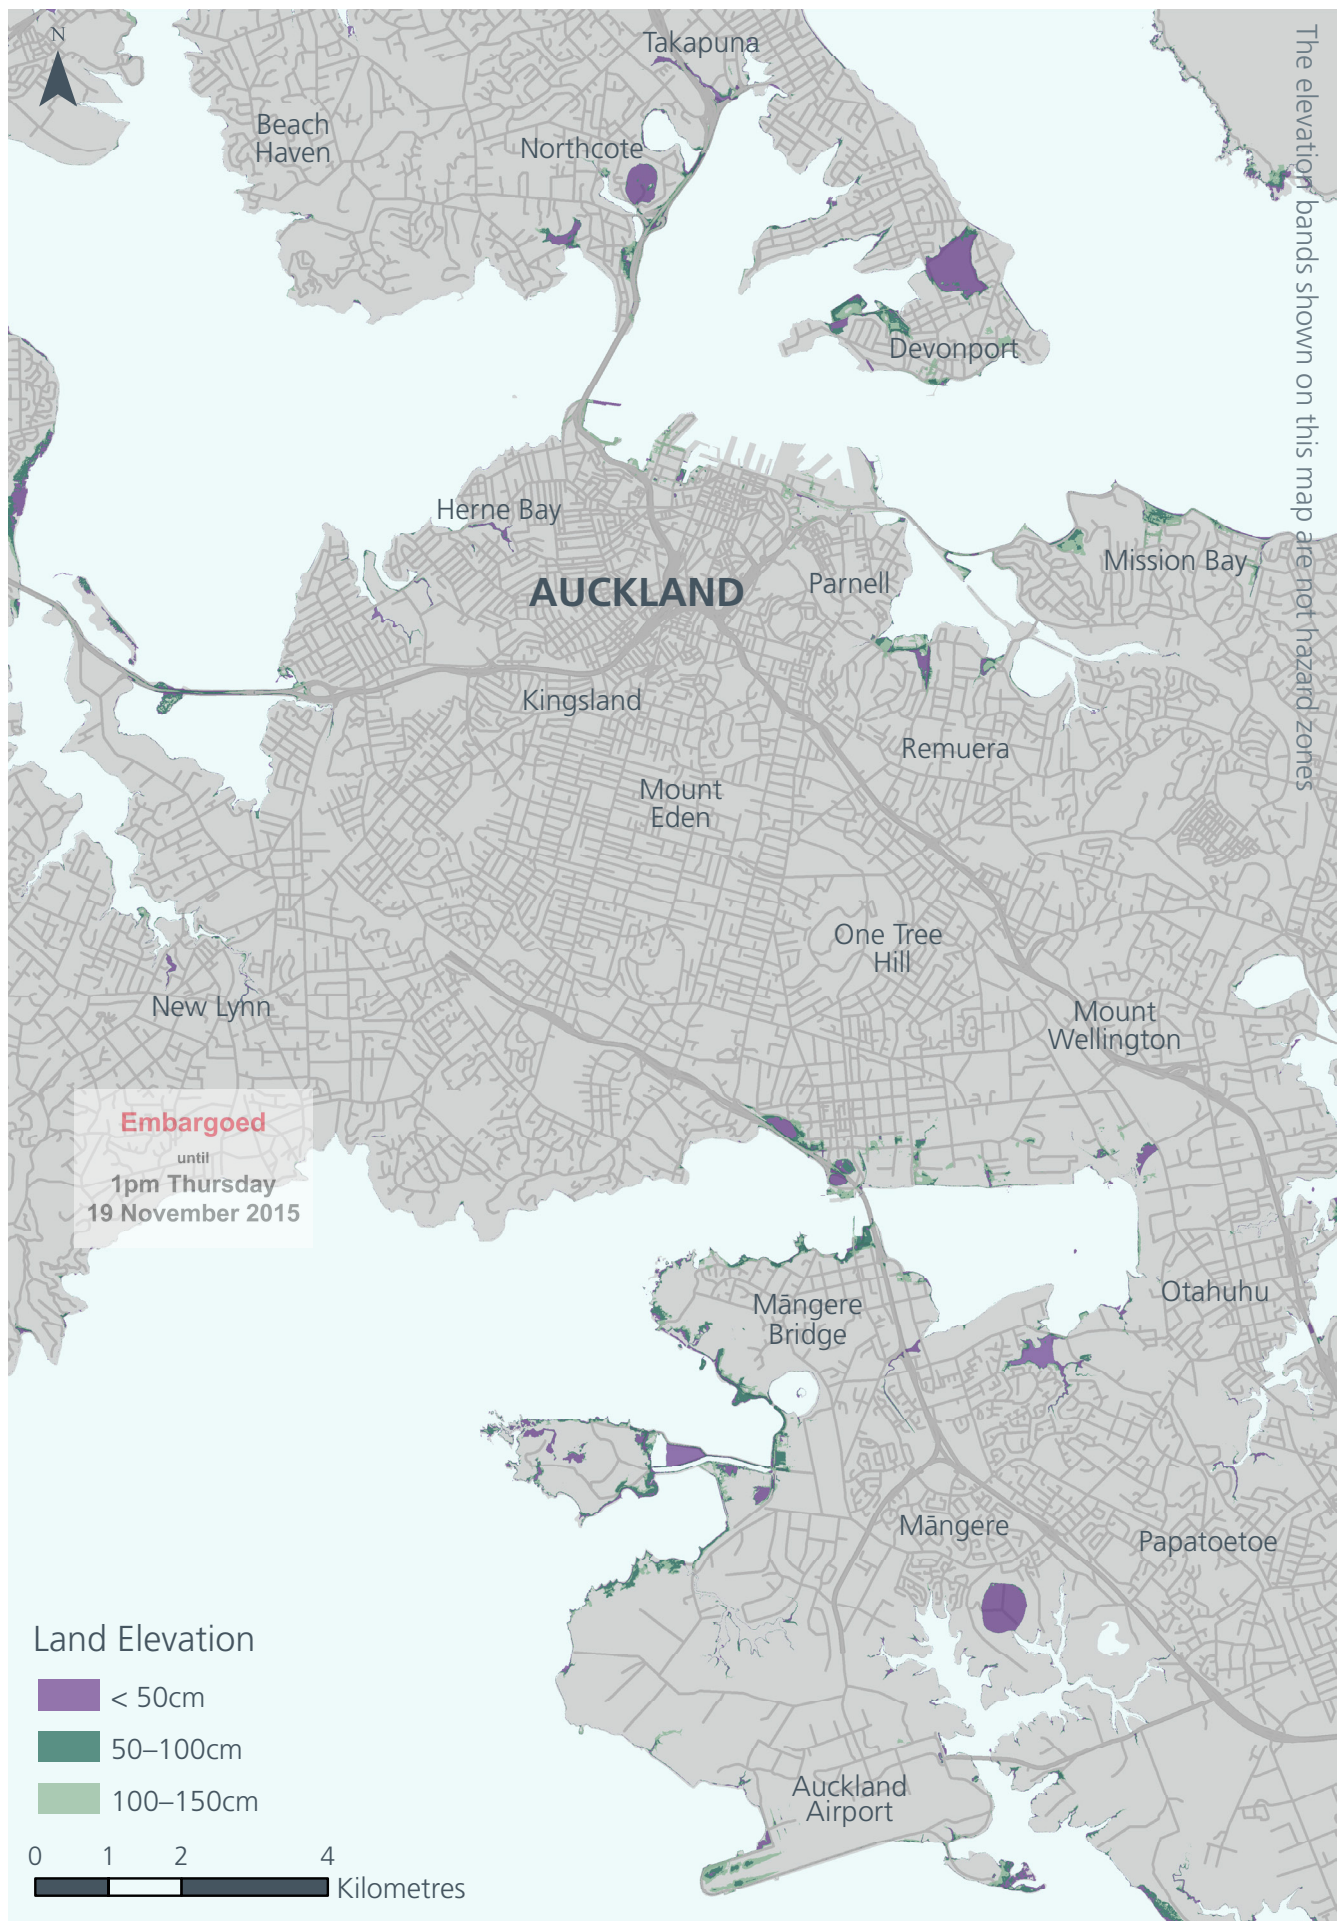 N
Takapuna
Beach
Haven
Northcote
Devonport
Herne Bay
AUCKLAND
Parnell
Mission Bay
Kingsland
Remuera
Mount
Eden
One Tree
Hill
New Lynn
Mount
Wellington
Embargoed
until
1pm Thursday
19 November 2015
Otahuhu
Māngere
Bridge
Māngere
Papatoetoe
Auckland
Airport
Land Elevation
< 50cm
50–100cm
100–150cm
0 1 2 4
Kilometres
The elevation bands shown on this map are not hazard zones